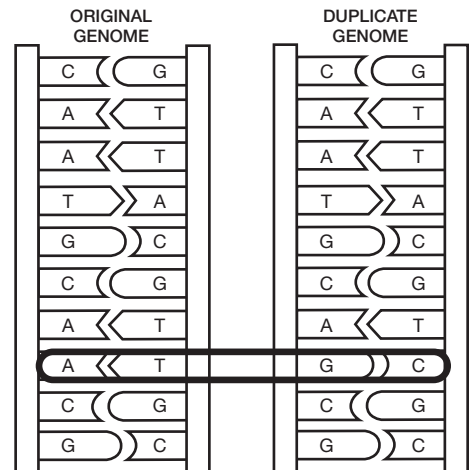 ORIGINAL
GENOME
DUPLICATE
GENOME
C G C G
A T A T
A T A T
T A T A
G C G C
C G C G
A T A T
A T G C
C G C G
G C G C